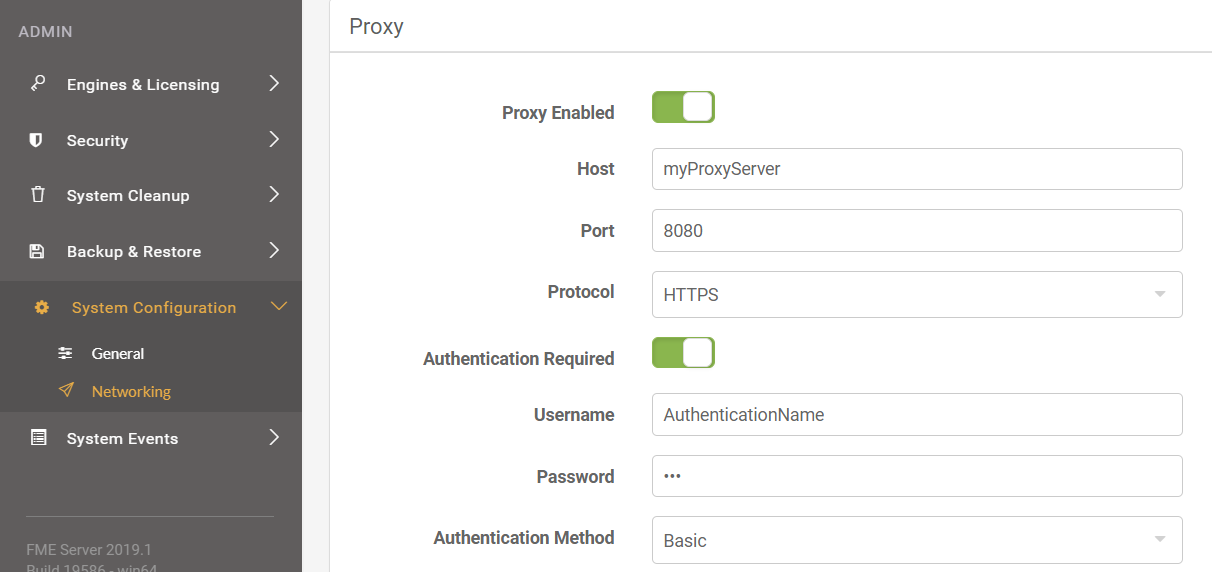 ADMIN
Engines & Licensing
Security
System Cleanup
Backup & Restore
System Configuration
General
Networking
System Events
FME Server 2019.1
Build 19586 - win64
Proxy
Proxy Enabled
Host myProxyServer
Port 8080
Protocol HTTPS
Authentication Required
Username AuthenticationName
Password •••
Authentication Method Basic